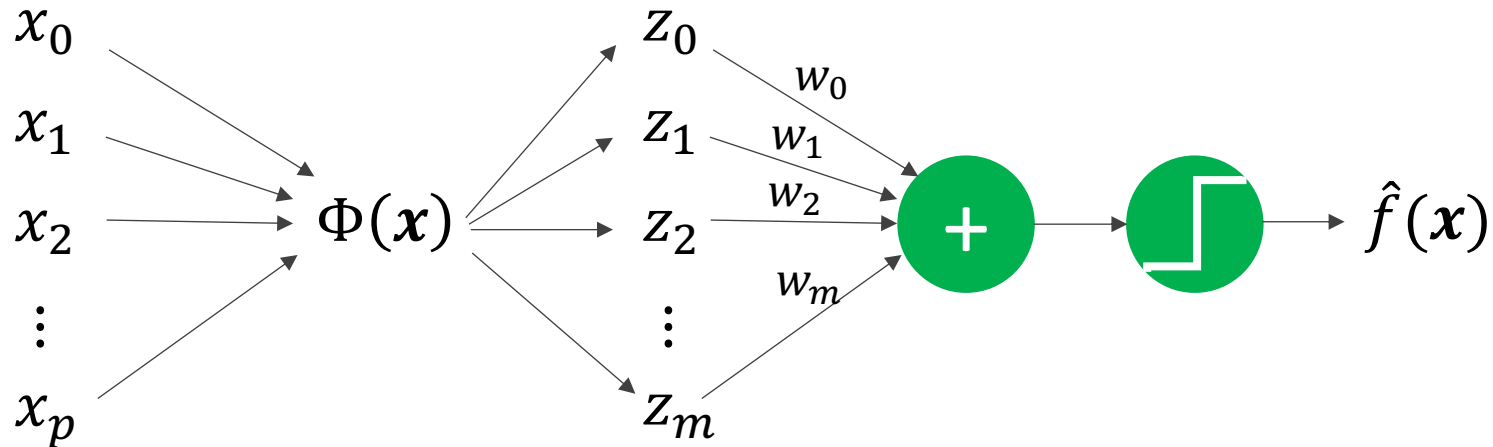 x₀ z₀
w₀
x₁ z₁
w₁
x₂ Φ(x) z₂ w₂ + f̂(x)
⋮ ⋮
wₘ
xₚ zₘ